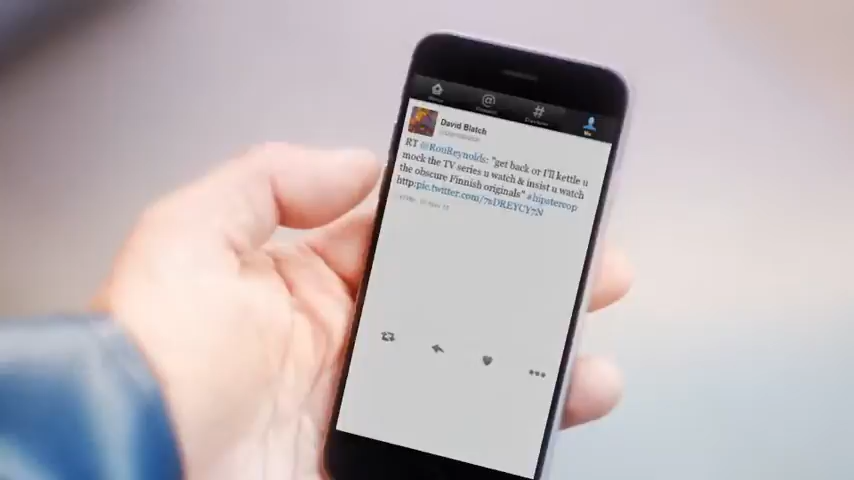 David Blatch
RT @RonReynolds: "get back or I'll kettle u
mock the TV series u watch & insist u watch
the obscure Finnish originals" #hipstercop
http:pic.twitter.com/7sDREYCY7N